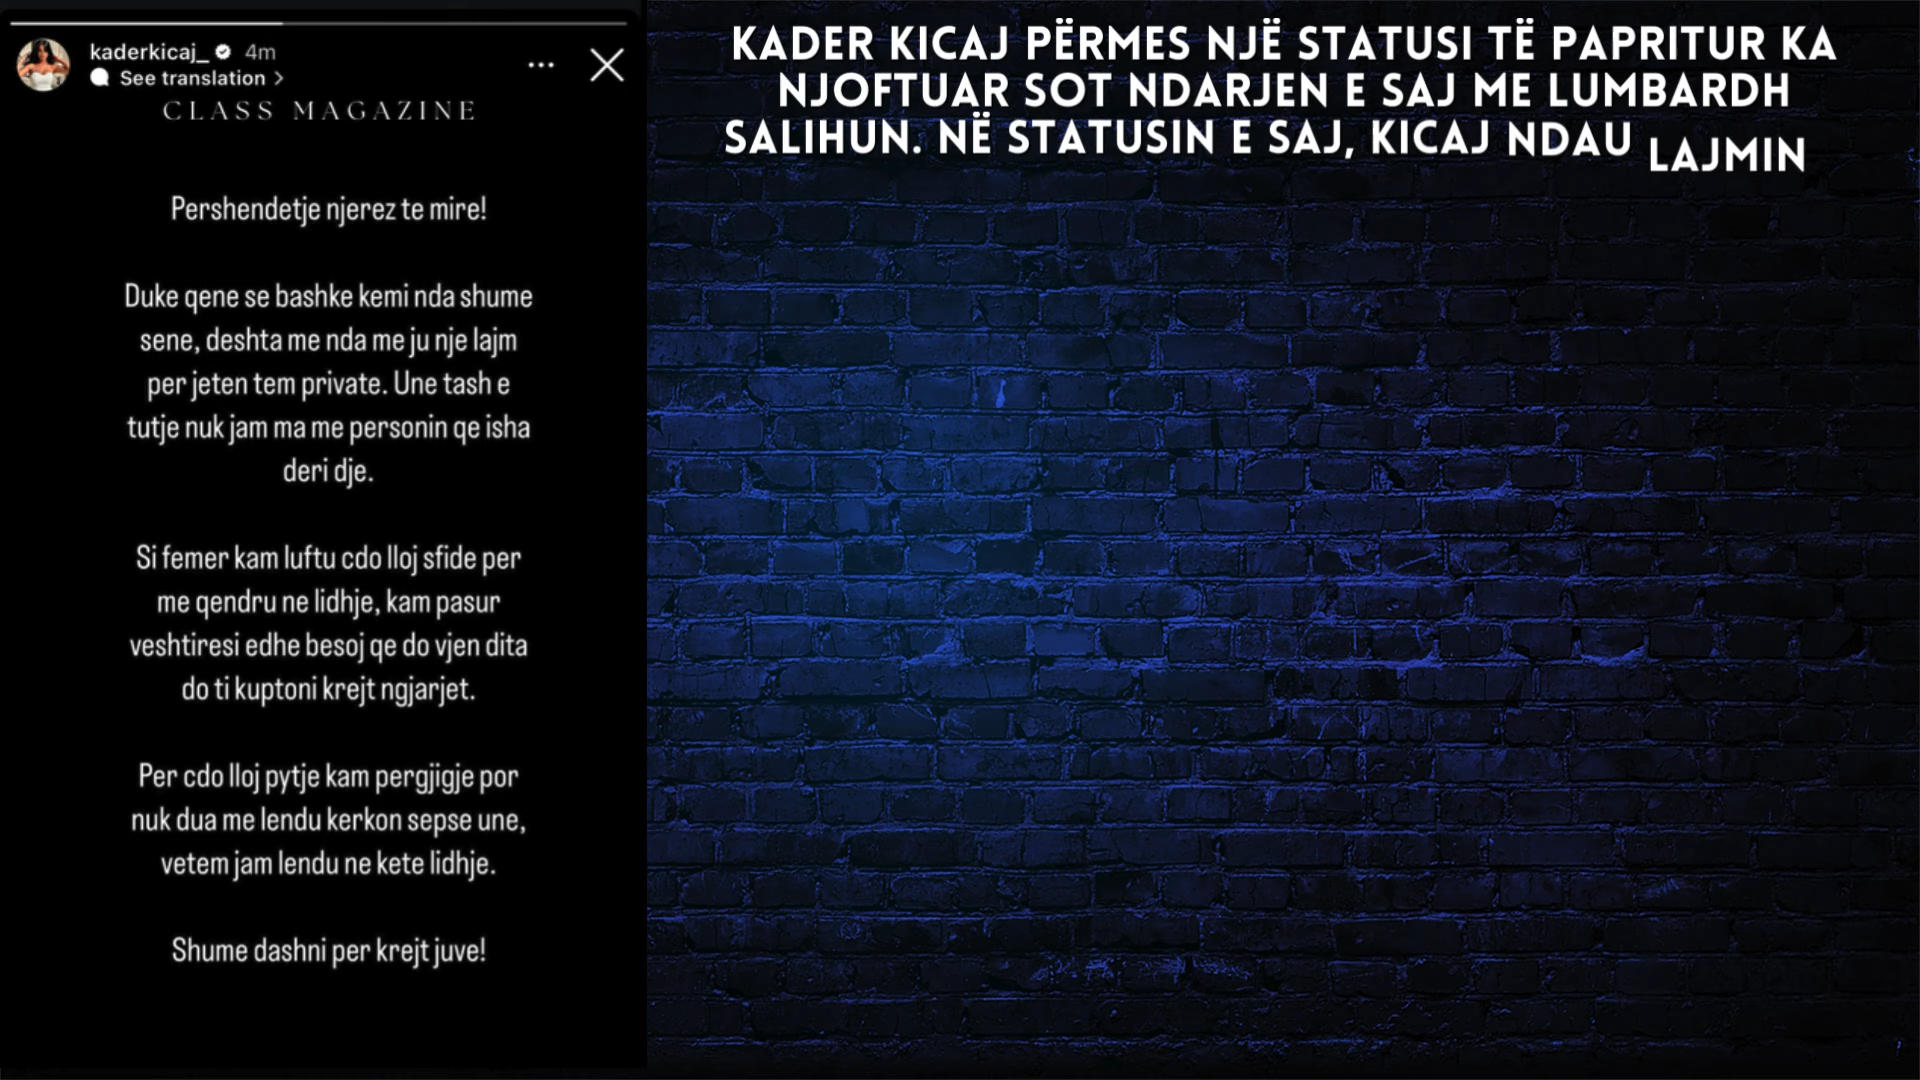 kaderkicaj_ 4m
See translation >
CLASS MAGAZINE
Pershendetje njerez te mire!
Duke qene se bashke kemi nda shume
sene, deshta me nda me ju nje lajm
per jeten tem private. Une tash e
tutje nuk jam ma me personin qe isha
deri dje.
Si femer kam luftu cdo lloj sfide per
me qendru ne lidhje, kam pasur
veshtiresi edhe besoj qe do vjen dita
do ti kuptoni krejt ngjarjet.
Per cdo lloj pytje kam pergjigje por
nuk dua me lendu kerkon sepse une,
vetem jam lendu ne kete lidhje.
Shume dashni per krejt juve!
KADER KICAJ PËRMES NJË STATUSI TË PAPRITUR KA
NJOFTUAR SOT NDARJEN E SAJ ME LUMBARDH
SALIHUN. NË STATUSIN E SAJ, KICAJ NDAU LAJMIN